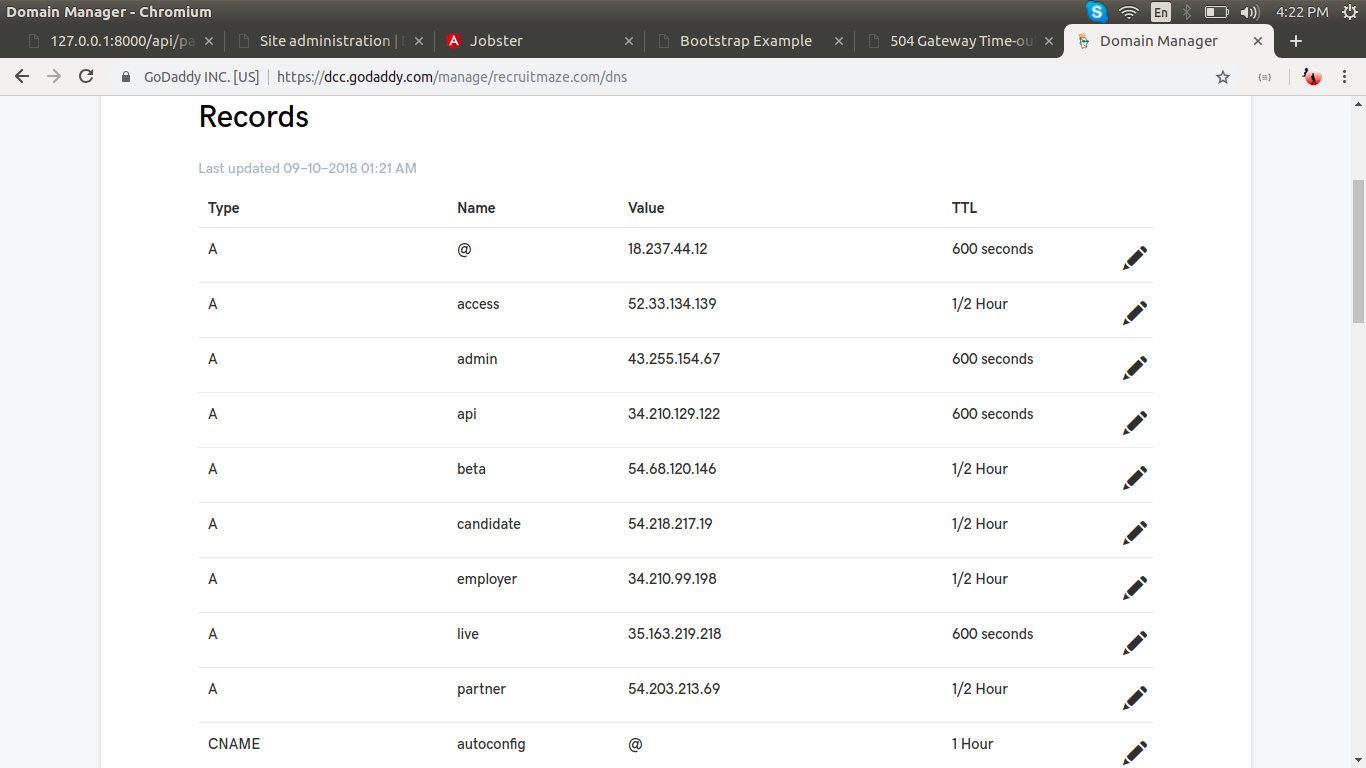 Domain Manager - Chromium
En
4:22 PM
127.0.0.1:8000/api/pa
Site administration |
Jobster
Bootstrap Example
504 Gateway Time-ou
Domain Manager
GoDaddy INC. [US] https://dcc.godaddy.com/manage/recruitmaze.com/dns
Records
Last updated 09-10-2018 01:21 AM
Type Name Value TTL
A @ 18.237.44.12 600 seconds
A access 52.33.134.139 1/2 Hour
A admin 43.255.154.67 600 seconds
A api 34.210.129.122 600 seconds
A beta 54.68.120.146 1/2 Hour
A candidate 54.218.217.19 1/2 Hour
A employer 34.210.99.198 1/2 Hour
A live 35.163.219.218 600 seconds
A partner 54.203.213.69 1/2 Hour
CNAME autoconfig @ 1 Hour